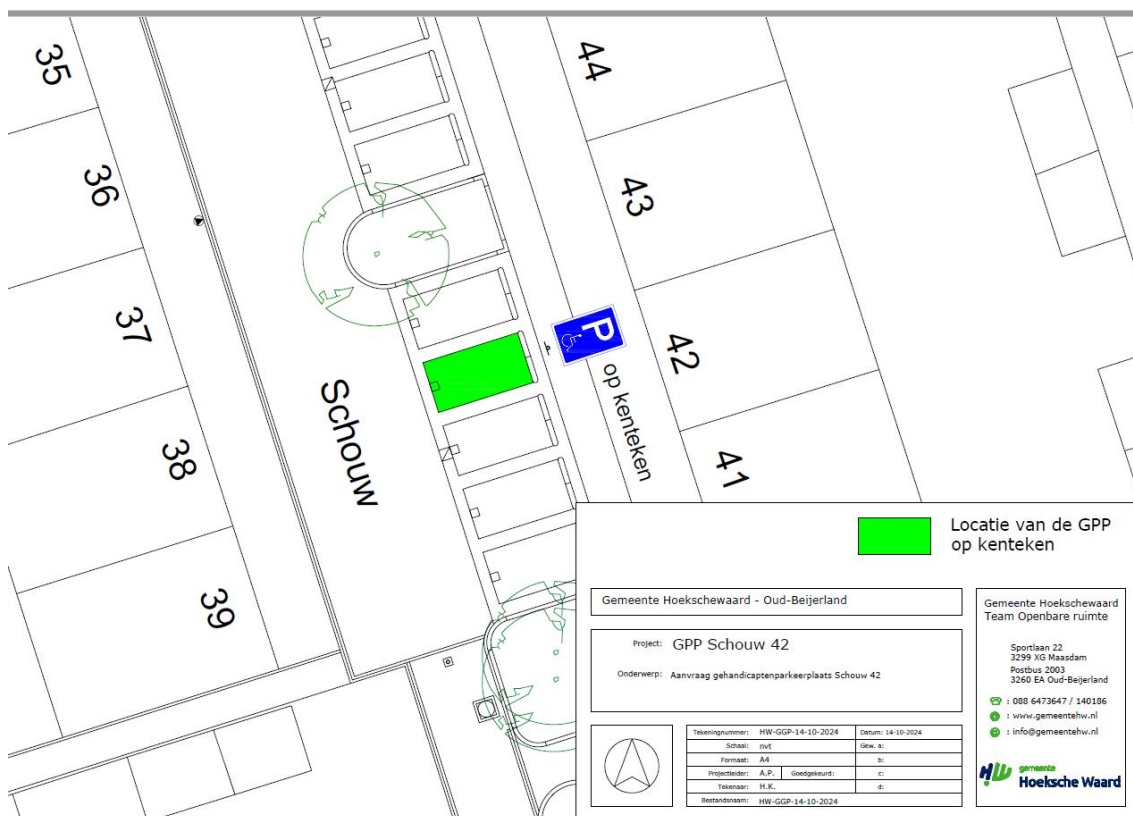 35
36
37
38
39
Schouw
44
43
42
41
P
op kenteken
Locatie van de GPP
op kenteken
Gemeente Hoekschewaard - Oud-Beijerland
Project: GPP Schouw 42
Onderwerp: Aanvraag gehandicaptenparkeerplaats Schouw 42
Tekeningnummer: HW-GGP-14-10-2024 Datum: 14-10-2024
Schaal: nvt Gew. a:
Formaat: A4 b:
Projectleider: A.P. Goedgekeurd: c:
Tekenaar: H.K. d:
Bestandsnaam: HW-GGP-14-10-2024
Gemeente Hoekschewaard
Team Openbare ruimte
Sportlaan 22
3299 XG Maasdam
Postbus 2003
3260 EA Oud-Beijerland
: 088 6473647 / 140186
: www.gemeentehw.nl
: info@gemeentehw.nl
gemeente
Hoeksche Waard